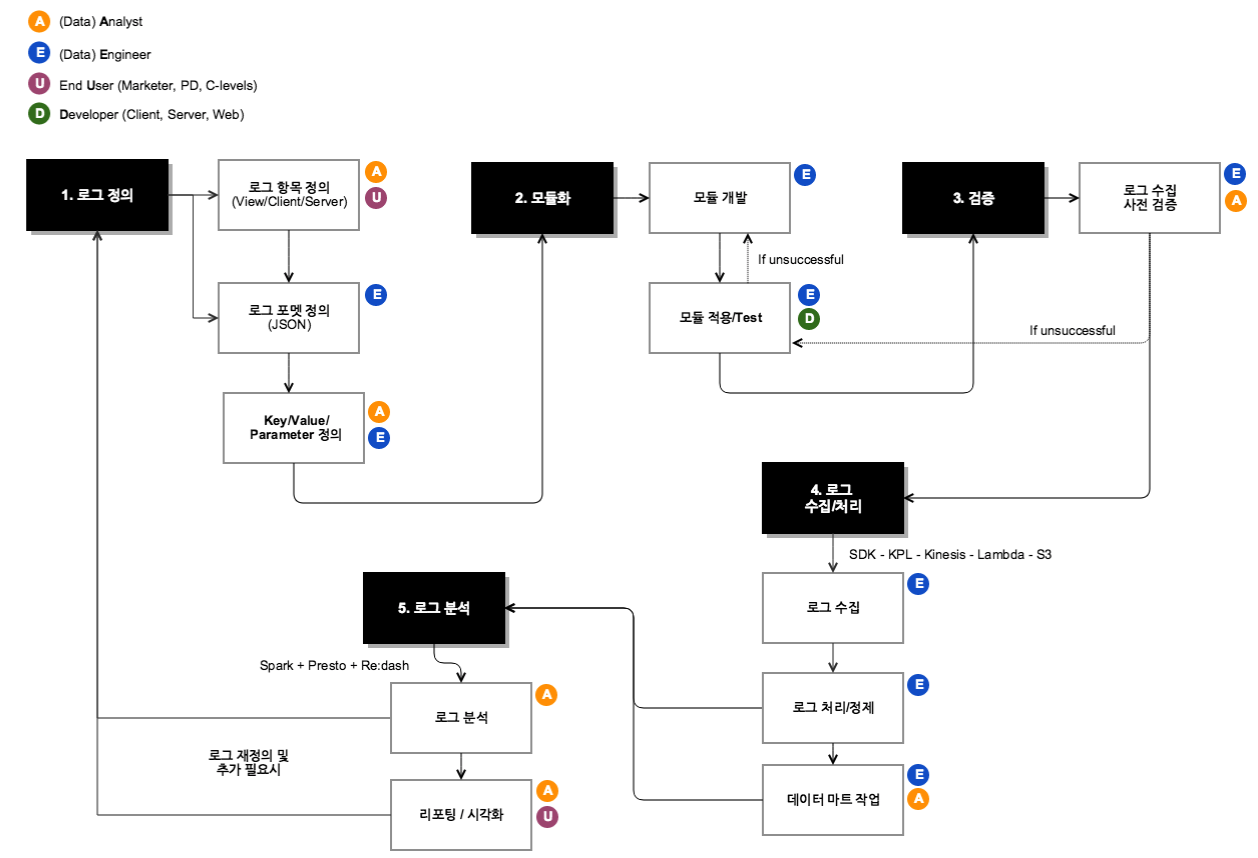 A (Data) Analyst
E (Data) Engineer
U End User (Marketer, PD, C-levels)
D Developer (Client, Server, Web)
1. 로그 정의
로그 항목 정의
(View/Client/Server)
A
U
로그 포멧 정의
(JSON)
E
Key/Value/
Parameter 정의
A
E
2. 모듈화
모듈 개발
E
If unsuccessful
모듈 적용/Test
E
D
3. 검증
로그 수집
사전 검증
E
A
If unsuccessful
4. 로그
수집/처리
SDK - KPL - Kinesis - Lambda - S3
로그 수집
E
로그 처리/정제
E
데이터 마트 작업
E
A
5. 로그 분석
Spark + Presto + Re:dash
로그 분석
A
로그 재정의 및
추가 필요시
리포팅 / 시각화
A
U